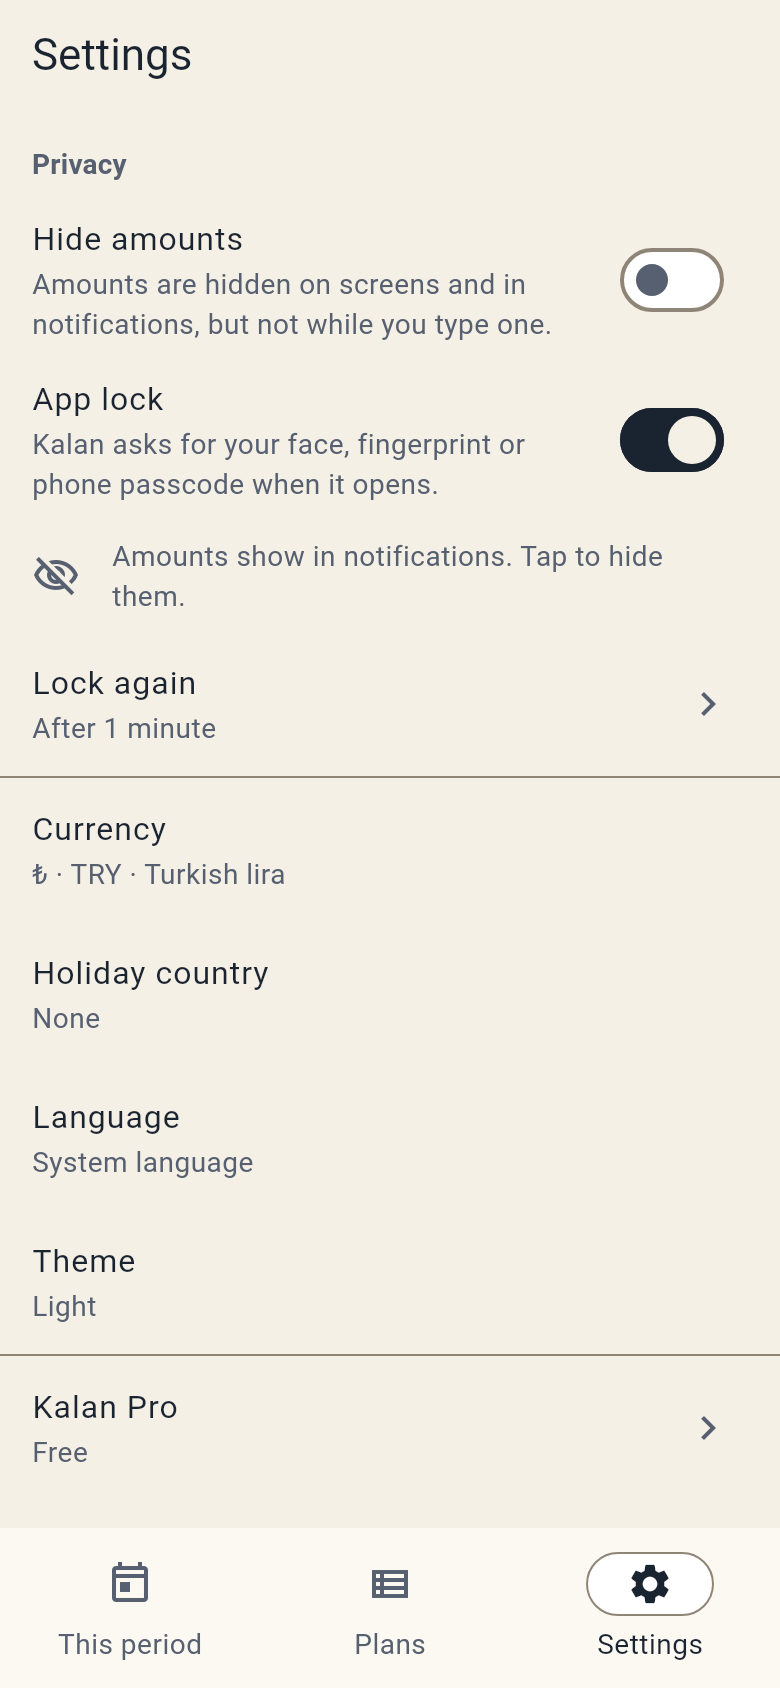 Settings
Privacy
Hide amounts
Amounts are hidden on screens and in
notifications, but not while you type one.
App lock
Kalan asks for your face, fingerprint or
phone passcode when it opens.
Amounts show in notifications. Tap to hide
them.
Lock again
After 1 minute
Currency
₺ · TRY · Turkish lira
Holiday country
None
Language
System language
Theme
Light
Kalan Pro
Free
This period
Plans
Settings